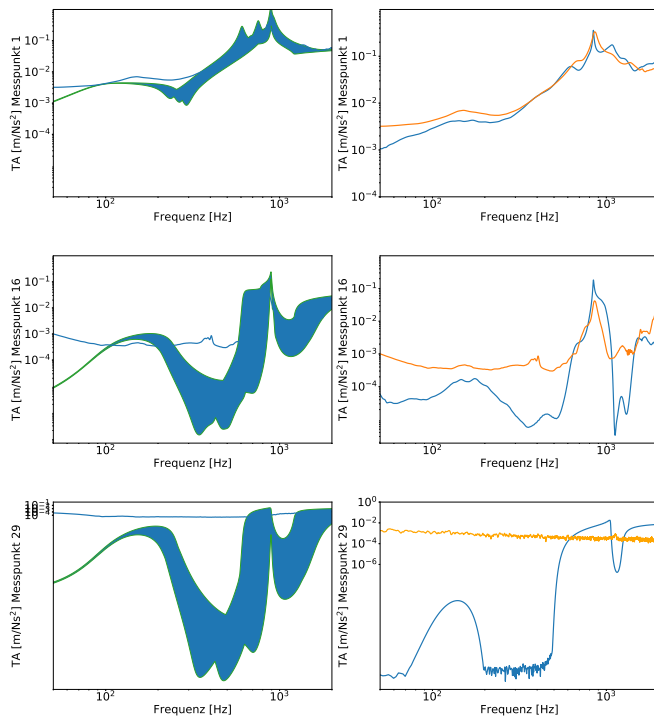 TA [m/Ns²] Messpunkt 1
10⁻¹
10⁻²
10⁻³
10⁻⁴
10²
10³
Frequenz [Hz]
TA [m/Ns²] Messpunkt 1
10⁻¹
10⁻²
10⁻³
10⁻⁴
10²
10³
Frequenz [Hz]
TA [m/Ns²] Messpunkt 16
10⁻¹
10⁻²
10⁻³
10⁻⁴
10²
10³
Frequenz [Hz]
TA [m/Ns²] Messpunkt 16
10⁻¹
10⁻²
10⁻³
10⁻⁴
10²
10³
Frequenz [Hz]
TA [m/Ns²] Messpunkt 29
10⁻¹
10⁻⁴
10²
10³
Frequenz [Hz]
TA [m/Ns²] Messpunkt 29
10⁰
10⁻²
10⁻⁴
10⁻⁶
10²
10³
Frequenz [Hz]